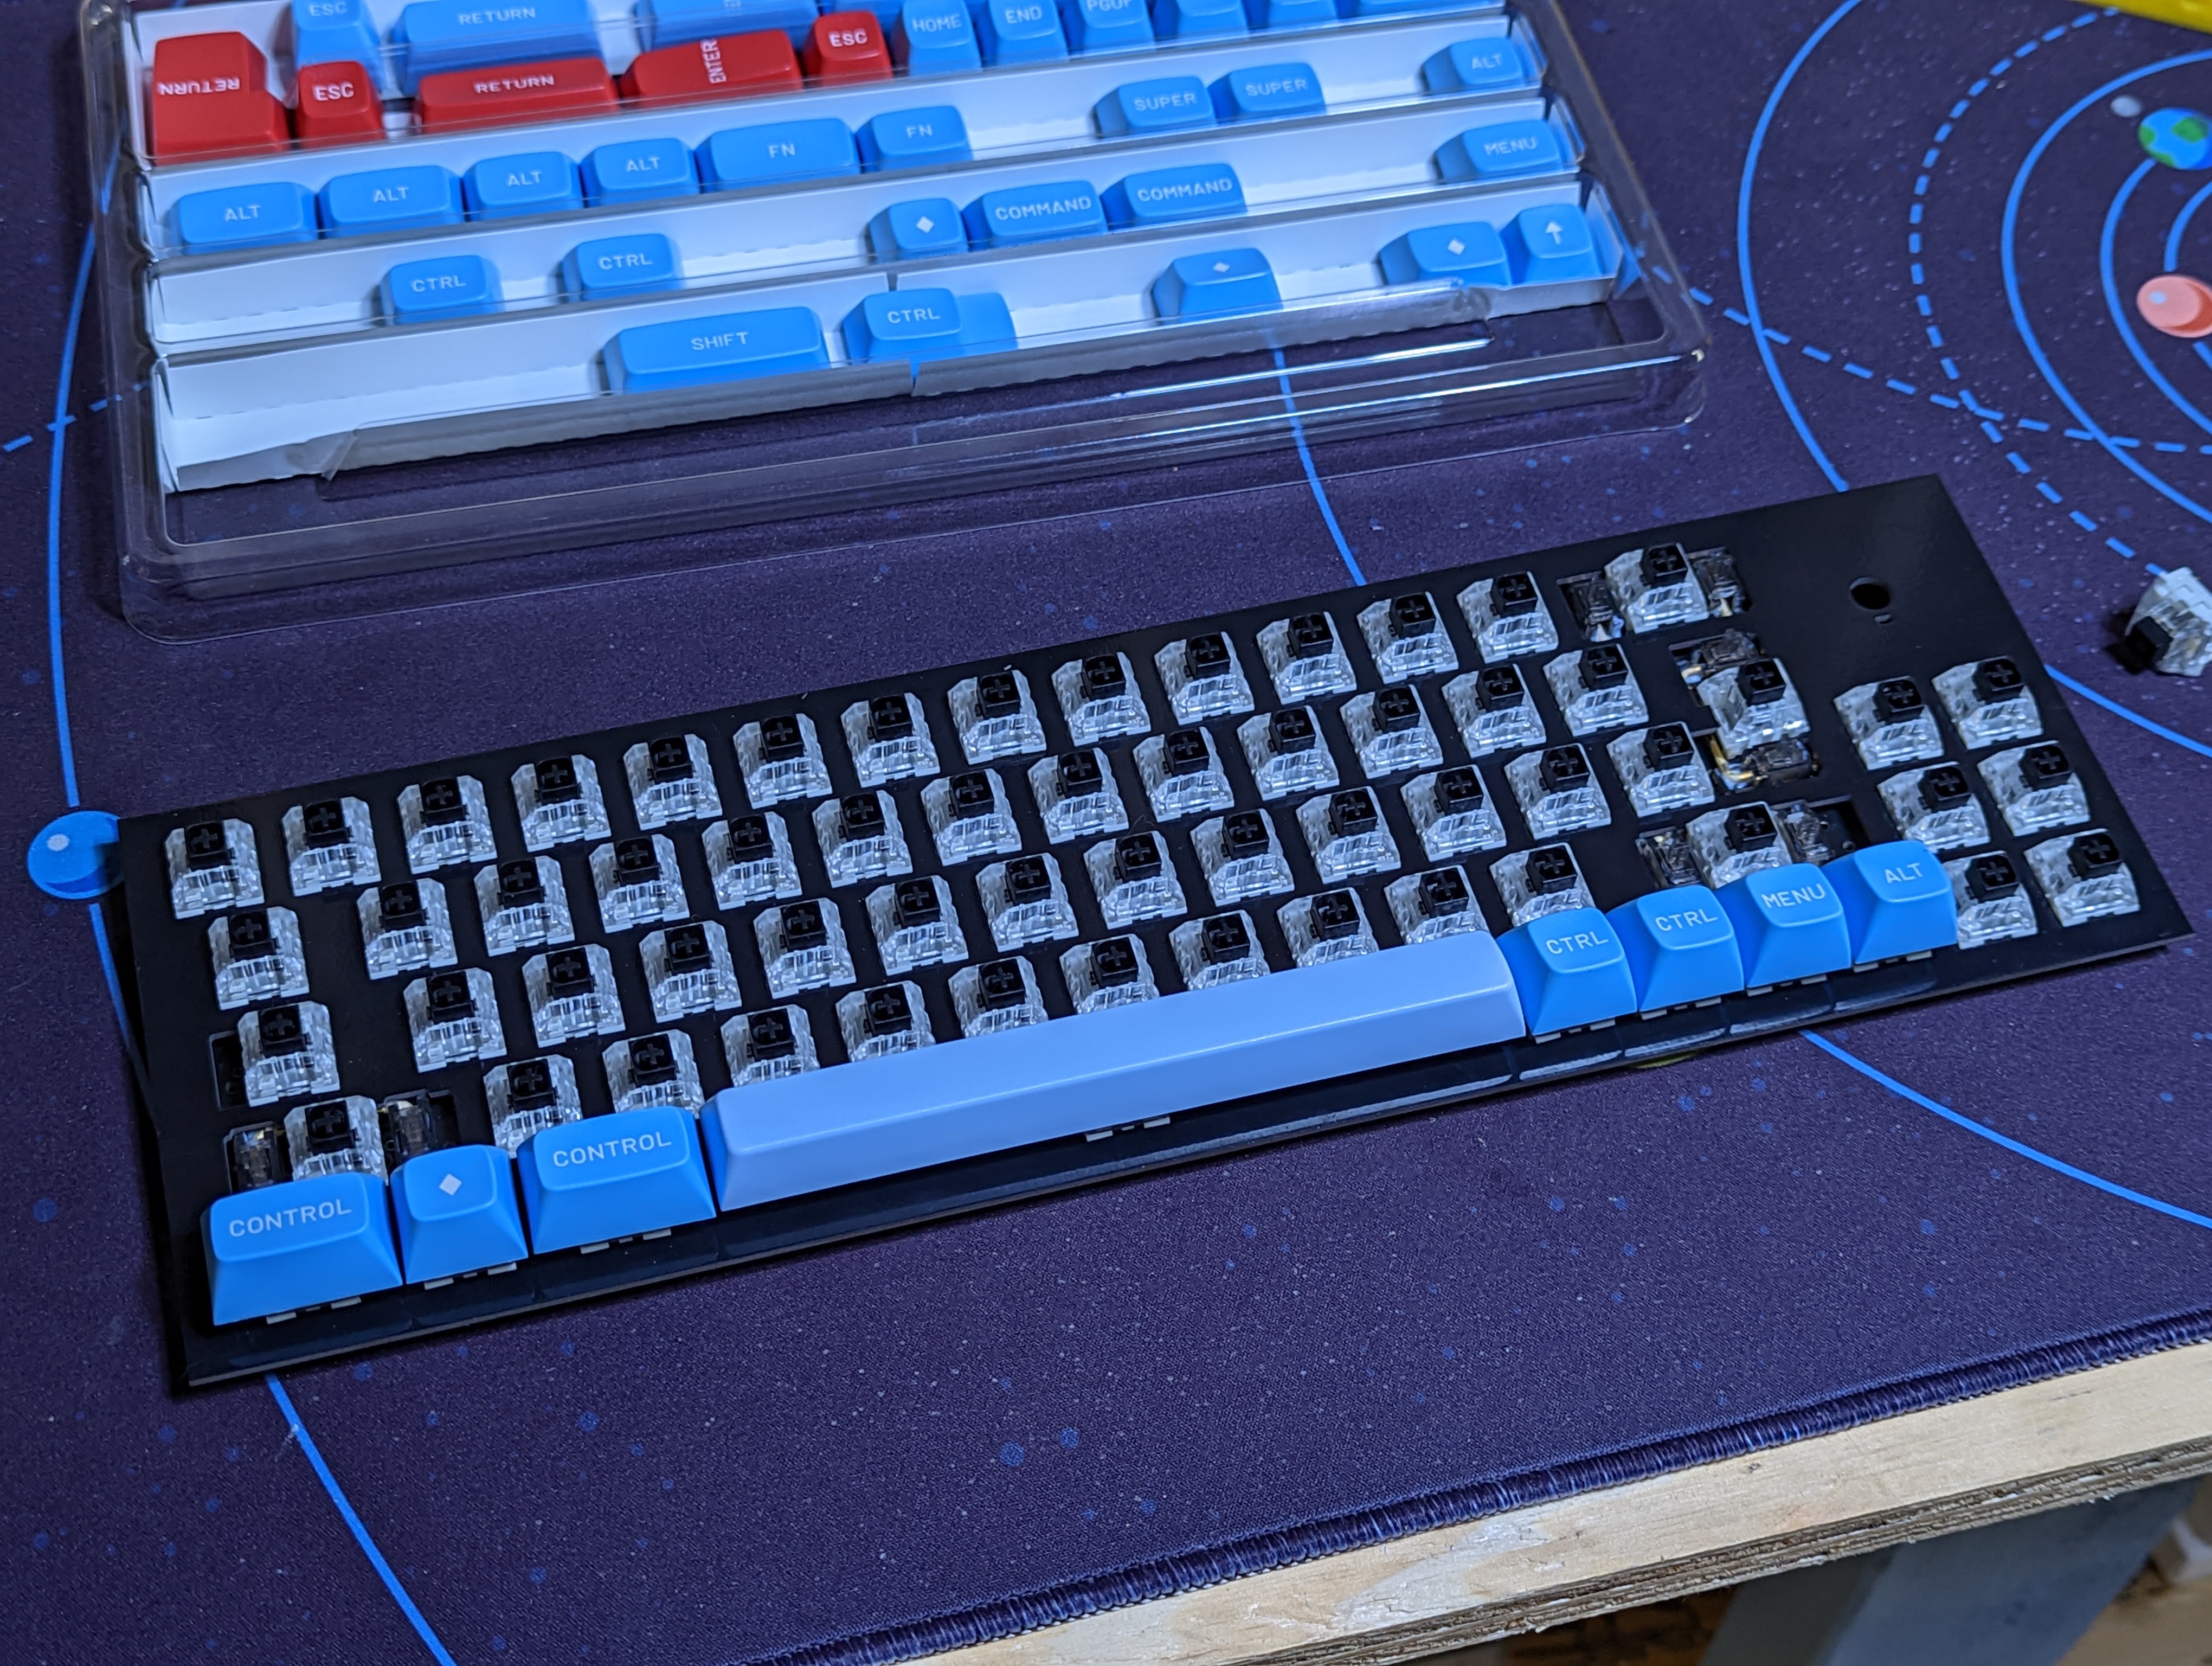 ESC RETURN HOME END PGUP
RETURN ESC RETURN ENTER ESC
ALT ALT ALT ALT FN FN SUPER SUPER ALT
CTRL CTRL COMMAND COMMAND MENU
SHIFT CTRL ↑
CONTROL CONTROL CTRL CTRL MENU ALT